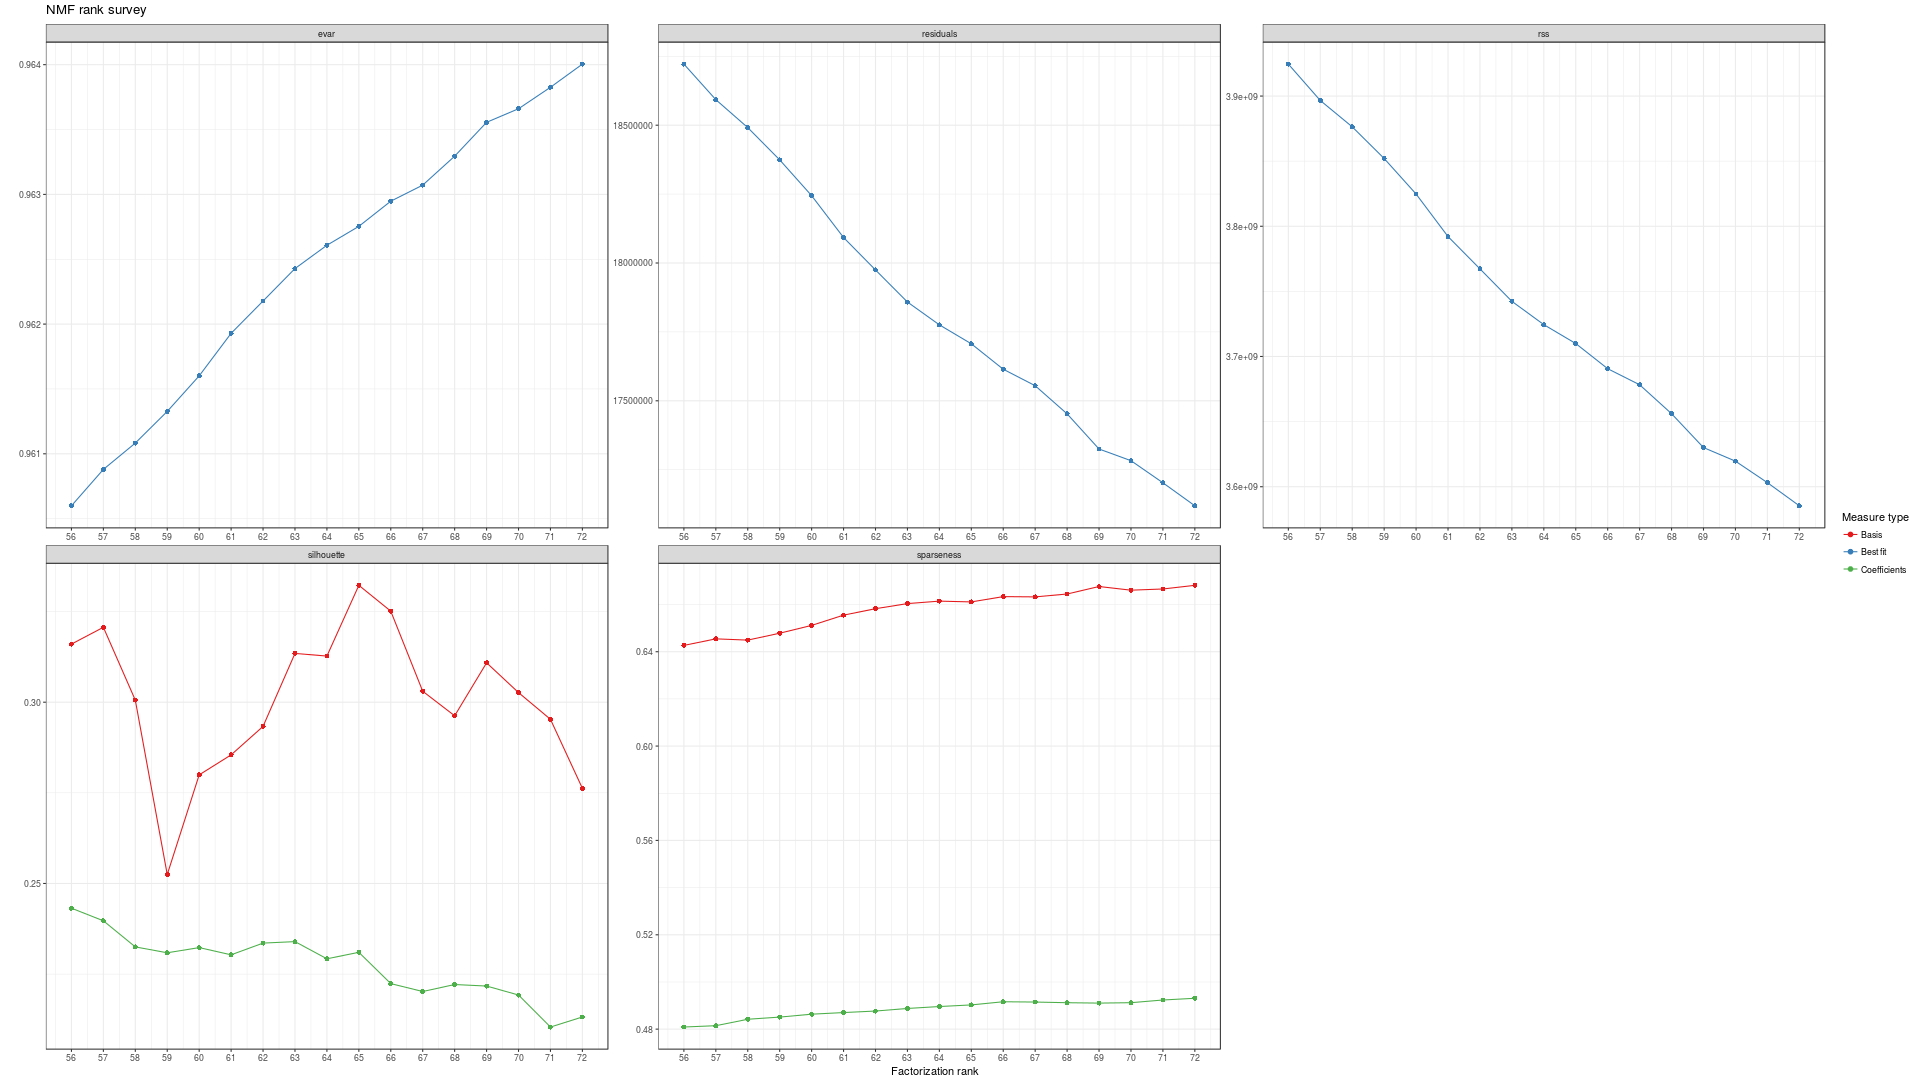 NMF rank survey
evar
residuals
rss
0.964
0.963
0.962
0.961
18500000
18000000
17500000
3.9e+09
3.8e+09
3.7e+09
3.6e+09
56 57 58 59 60 61 62 63 64 65 66 67 68 69 70 71 72
56 57 58 59 60 61 62 63 64 65 66 67 68 69 70 71 72
56 57 58 59 60 61 62 63 64 65 66 67 68 69 70 71 72
silhouette
sparseness
0.30
0.25
0.64
0.60
0.56
0.52
0.48
56 57 58 59 60 61 62 63 64 65 66 67 68 69 70 71 72
56 57 58 59 60 61 62 63 64 65 66 67 68 69 70 71 72
Factorization rank
Measure type
Basis
Best fit
Coefficients